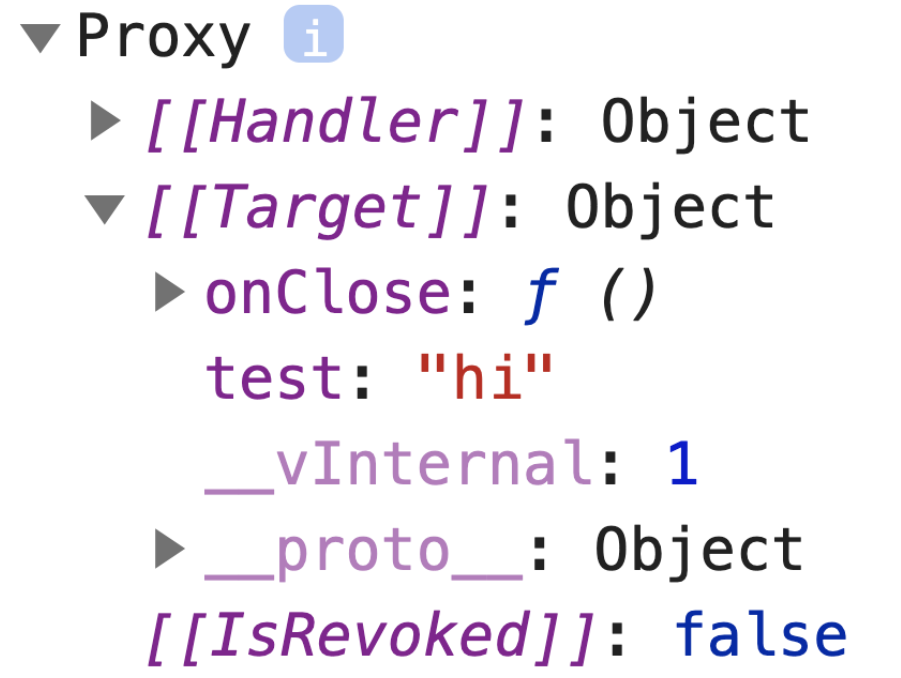 Proxy i
[[Handler]]: Object
[[Target]]: Object
onClose: ƒ ()
test: "hi"
__vInternal: 1
__proto__: Object
[[IsRevoked]]: false